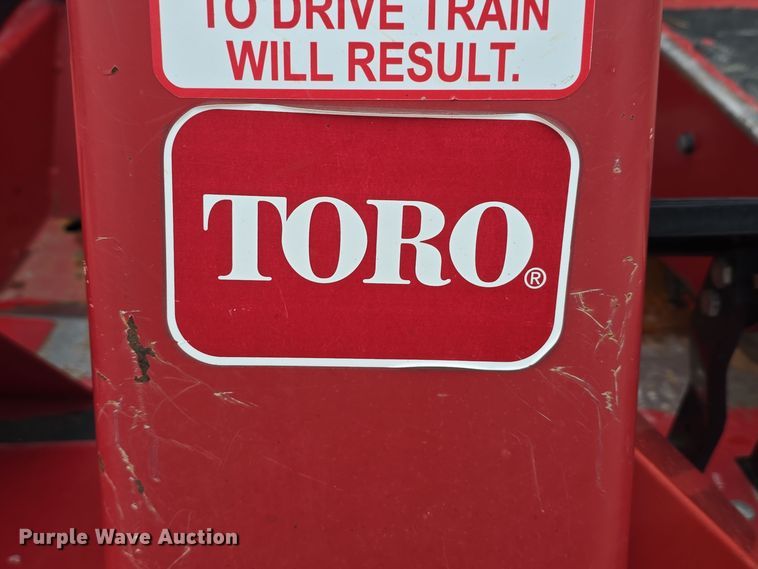 TO DRIVE TRAIN
WILL RESULT.
TORO®
Purple Wave Auction